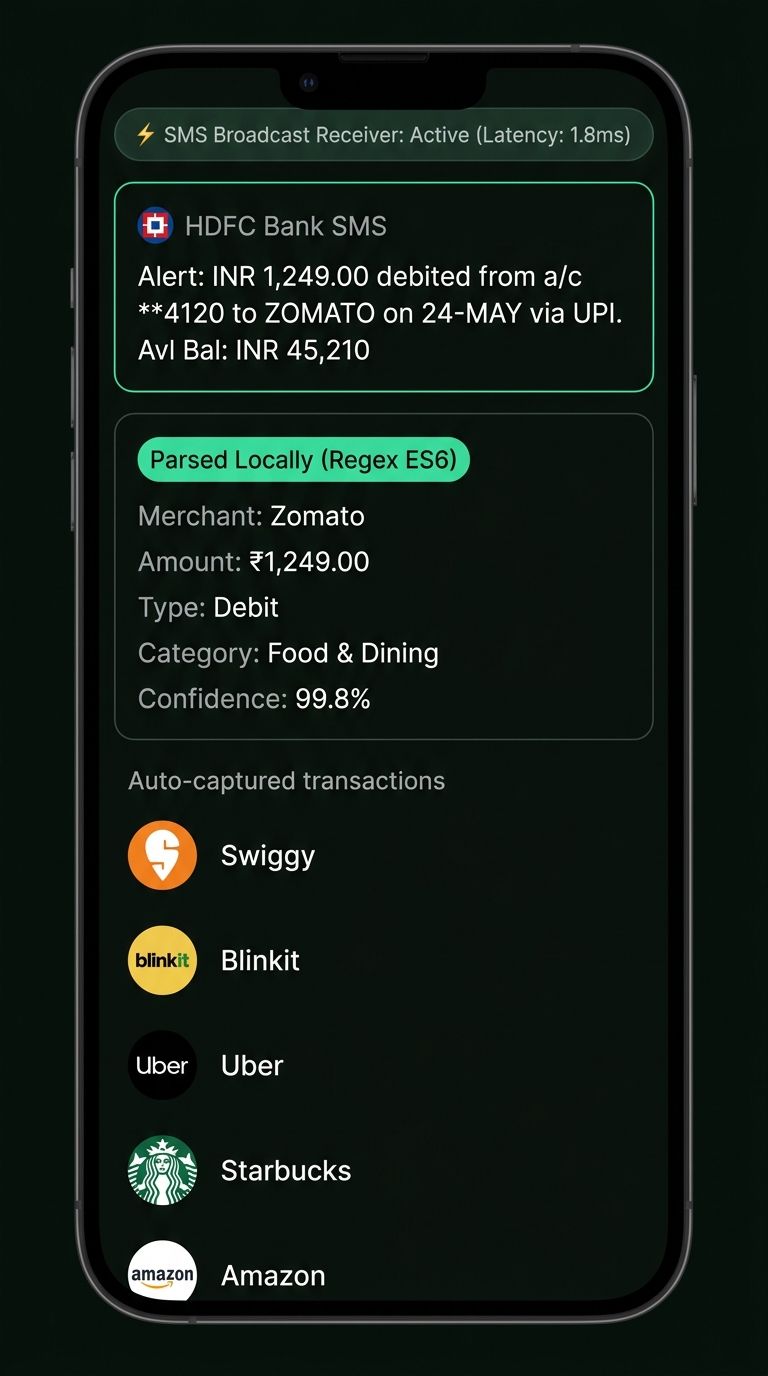 ⚡ SMS Broadcast Receiver: Active (Latency: 1.8ms)
HDFC Bank SMS
Alert: INR 1,249.00 debited from a/c
**4120 to ZOMATO on 24-MAY via UPI.
Avl Bal: INR 45,210
Parsed Locally (Regex ES6)
Merchant: Zomato
Amount: ₹1,249.00
Type: Debit
Category: Food & Dining
Confidence: 99.8%
Auto-captured transactions
Swiggy
blinkit Blinkit
Uber Uber
Starbucks
amazon Amazon